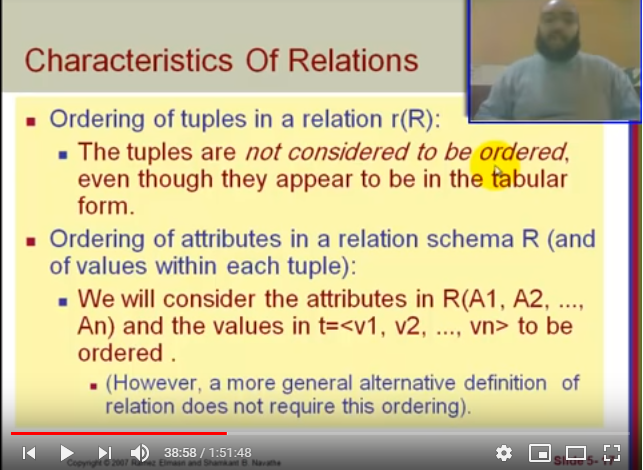 Characteristics Of Relations
Ordering of tuples in a relation r(R):
The tuples are not considered to be ordered,
even though they appear to be in the tabular
form.
Ordering of attributes in a relation schema R (and
of values within each tuple):
We will consider the attributes in R(A1, A2, ...,
An) and the values in t=<v1, v2, ..., vn> to be
ordered .
(However, a more general alternative definition of
relation does not require this ordering).
38:58 / 1:51:48
Copyright © 2007 Ramez Elmasri and Shamkant B. Navathe
Slide 5-